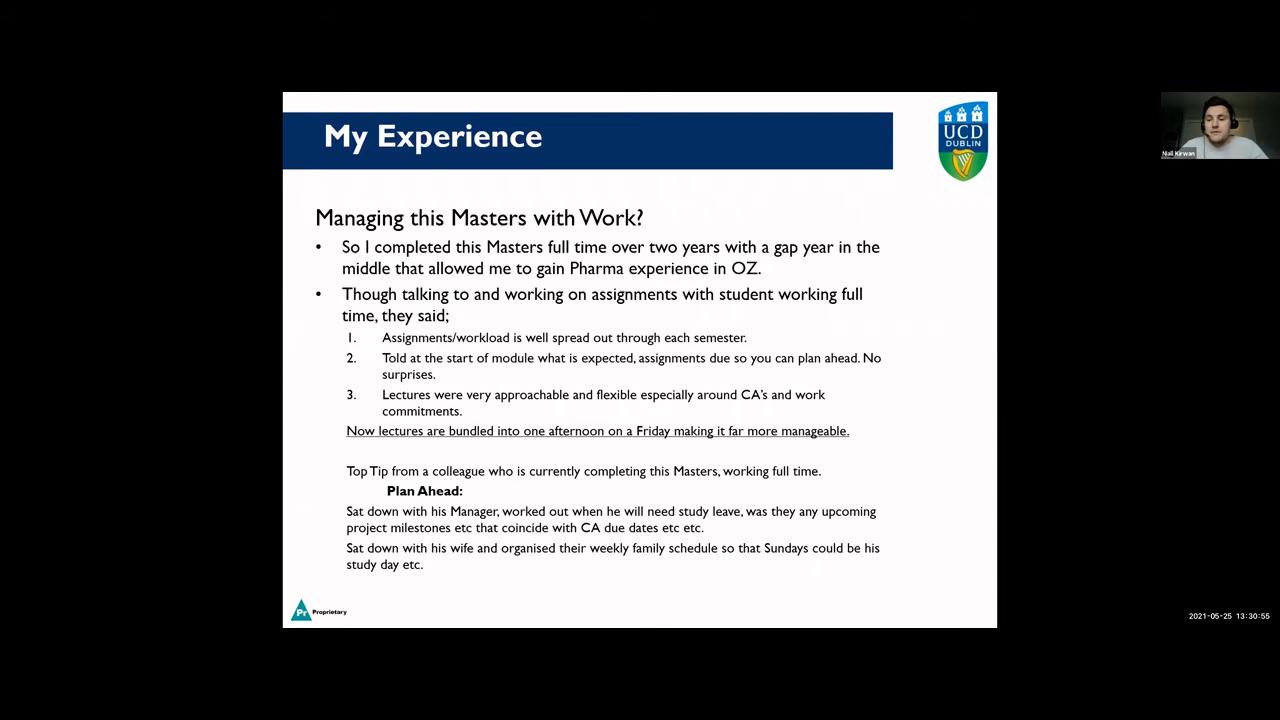 My Experience
UCD
DUBLIN
Niall Kirwan
Managing this Masters with Work?
• So I completed this Masters full time over two years with a gap year in the
middle that allowed me to gain Pharma experience in OZ.
• Though talking to and working on assignments with student working full
time, they said;
1. Assignments/workload is well spread out through each semester.
2. Told at the start of module what is expected, assignments due so you can plan ahead. No
surprises.
3. Lectures were very approachable and flexible especially around CA's and work
commitments.
Now lectures are bundled into one afternoon on a Friday making it far more manageable.
Top Tip from a colleague who is currently completing this Masters, working full time.
Plan Ahead:
Sat down with his Manager, worked out when he will need study leave, was they any upcoming
project milestones etc that coincide with CA due dates etc etc.
Sat down with his wife and organised their weekly family schedule so that Sundays could be his
study day etc.
Pr Proprietary
2021-05-25 13:30:55